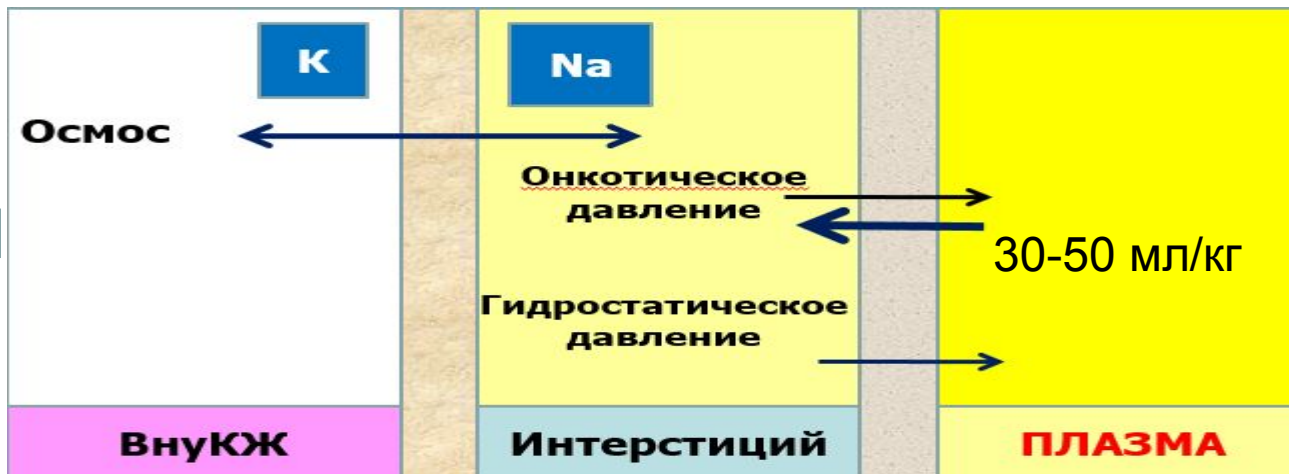 К
Na
Осмос
Онкотическое
давление
30-50 мл/кг
Гидростатическое
давление
ВнуКЖ
Интерстиций
ПЛАЗМА